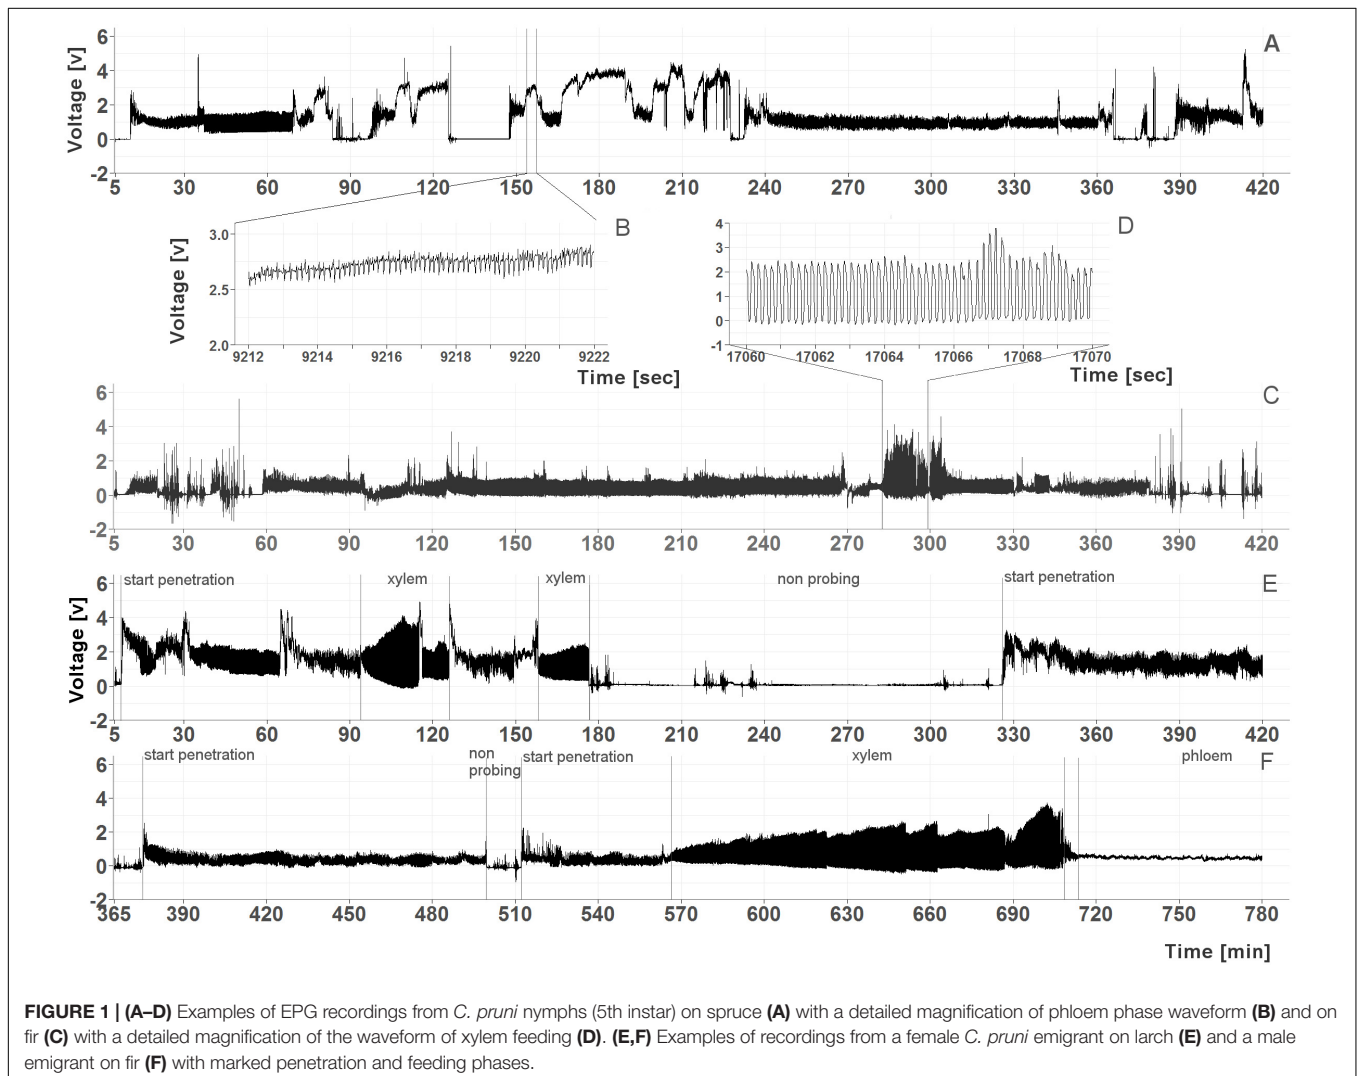 A
Voltage [v]
6
4
2
0
-2
5 30 60 90 120 150 180 210 240 270 300 330 360 390 420
B
Voltage [v]
3.0
2.5
2.0
9212 9214 9216 9218 9220 9222
Time [sec]
D
4
3
2
1
0
-1
17060 17062 17064 17066 17068 17070
Time [sec]
C
6
4
2
0
-2
5 30 60 90 120 150 180 210 240 270 300 330 360 390 420
E
start penetration xylem xylem non probing start penetration
Voltage [v]
6
4
2
0
-2
5 30 60 90 120 150 180 210 240 270 300 330 360 390 420
F
start penetration non probing start penetration xylem phloem
6
4
2
0
-2
365 390 420 450 480 510 540 570 600 630 660 690 720 750 780
Time [min]
FIGURE 1 | (A–D) Examples of EPG recordings from C. pruni nymphs (5th instar) on spruce (A) with a detailed magnification of phloem phase waveform (B) and on
fir (C) with a detailed magnification of the waveform of xylem feeding (D). (E,F) Examples of recordings from a female C. pruni emigrant on larch (E) and a male
emigrant on fir (F) with marked penetration and feeding phases.